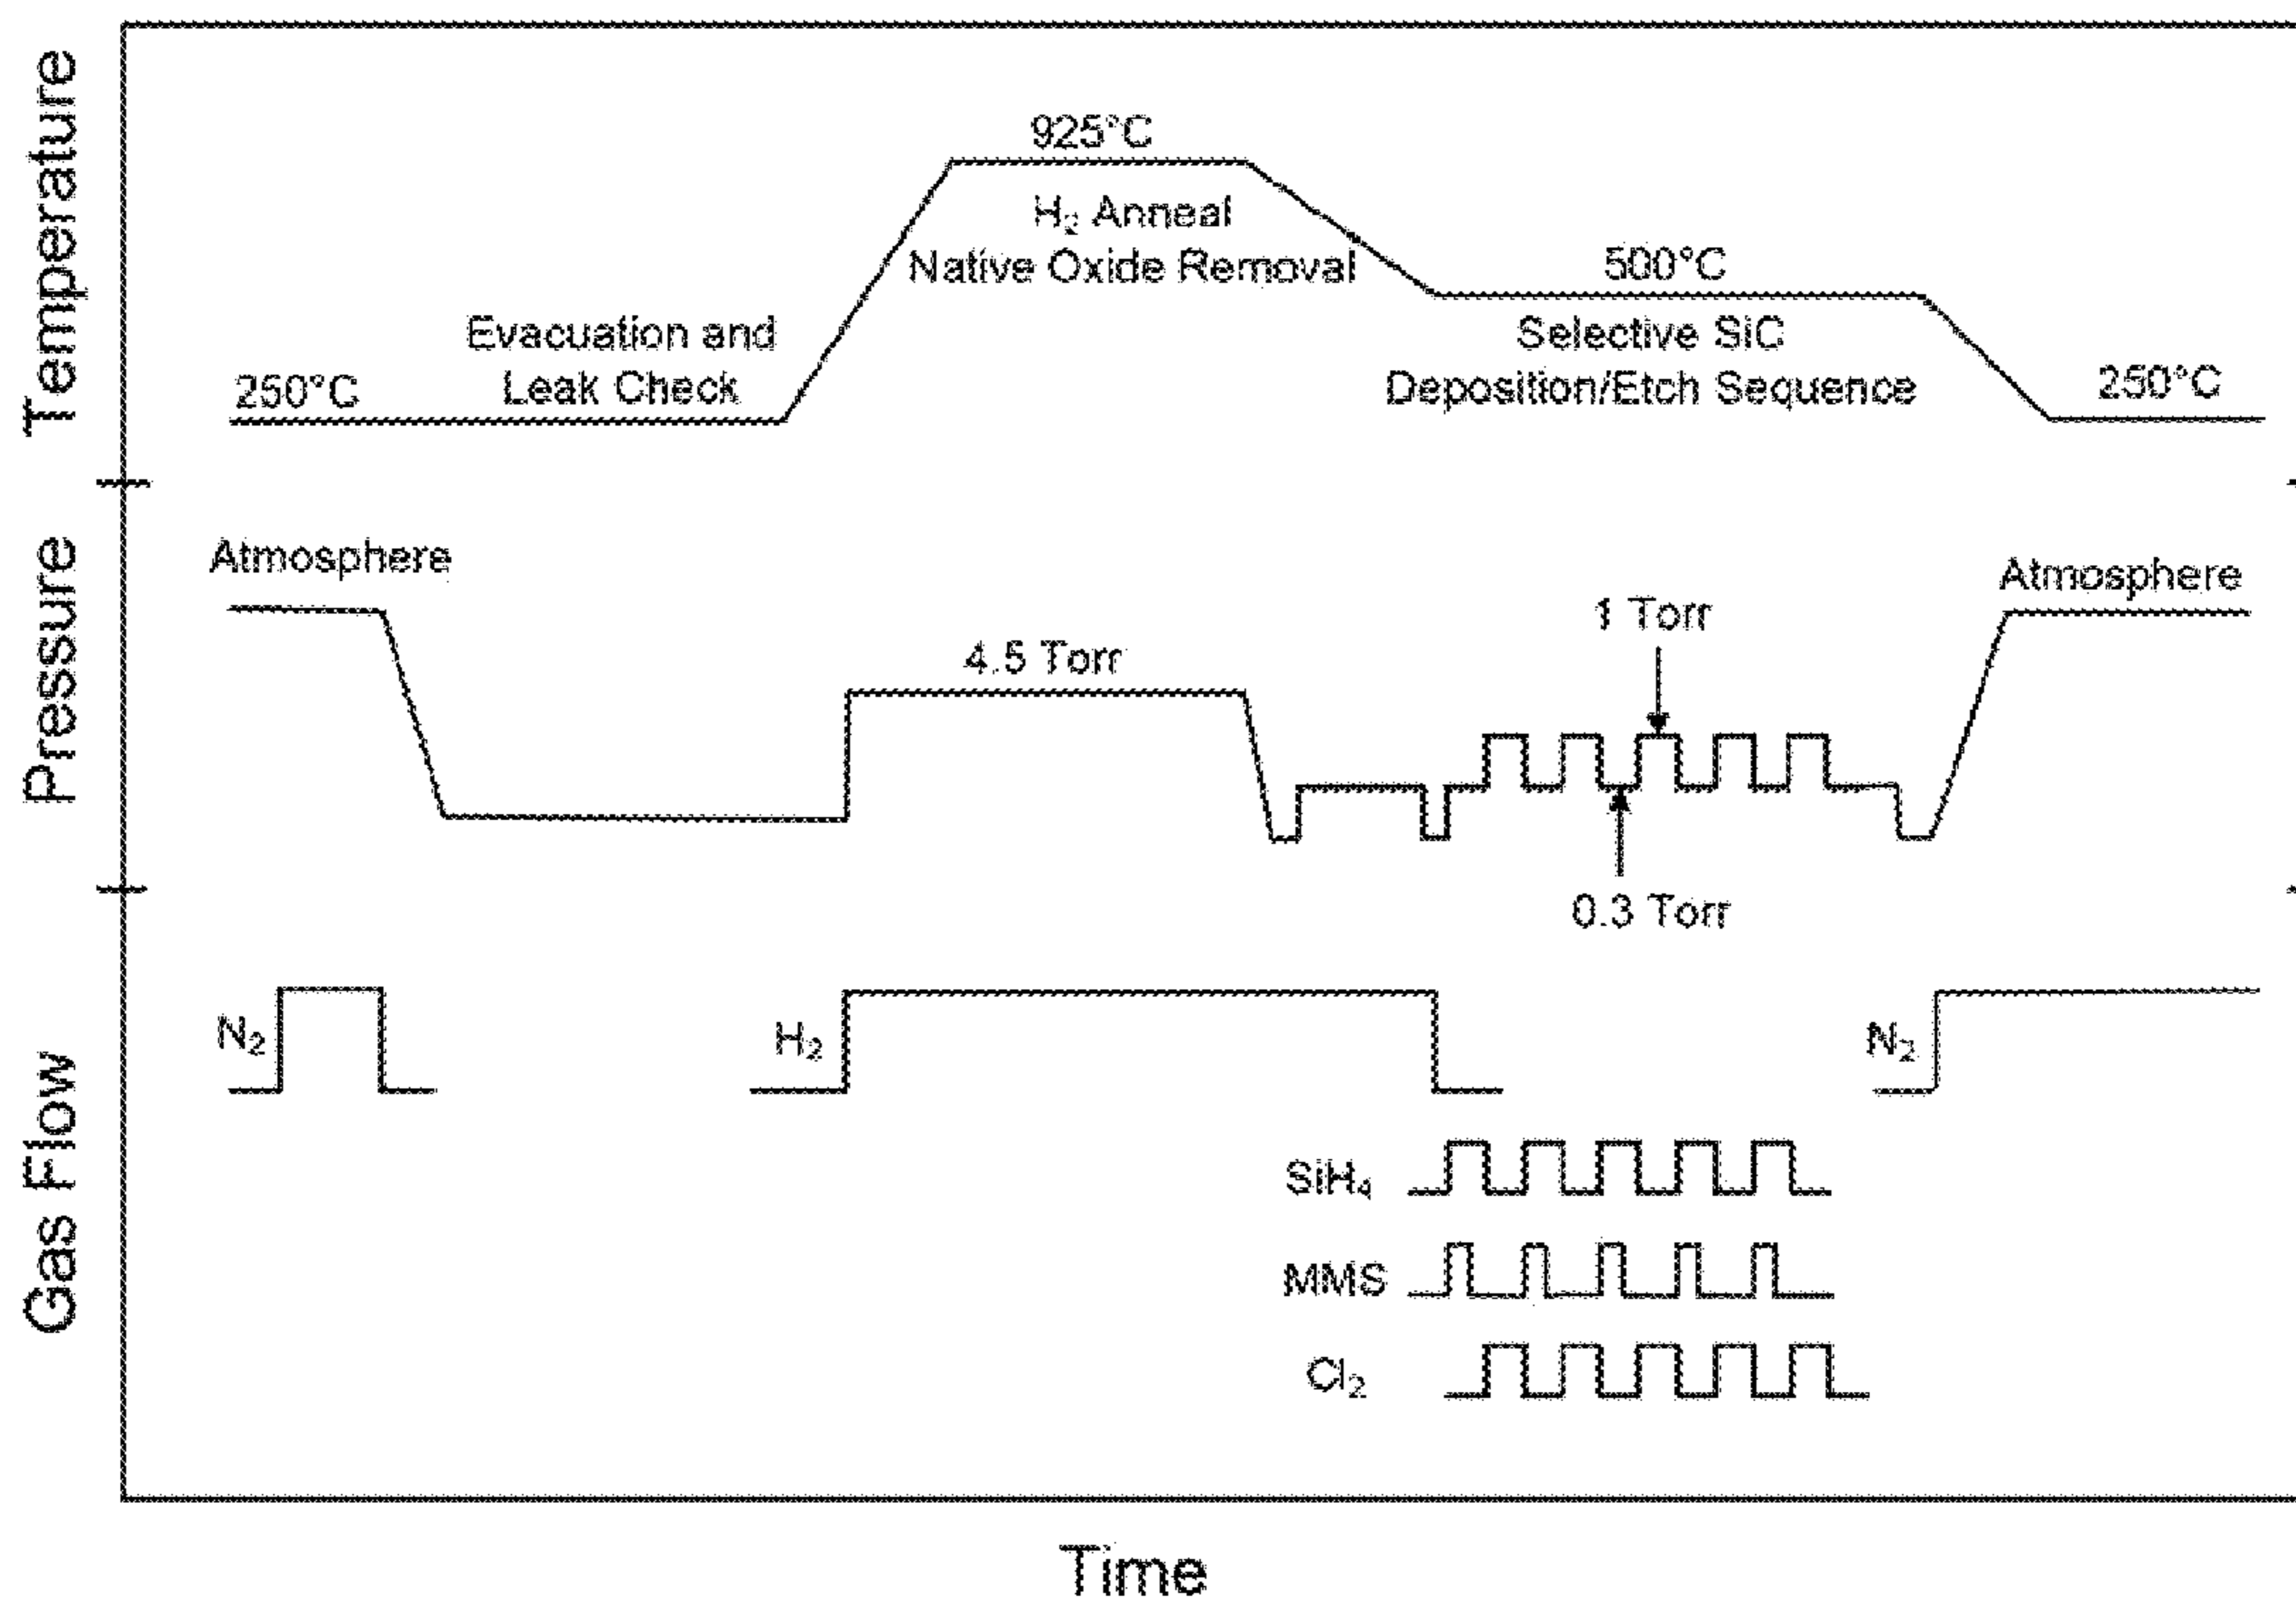 Temperature
925°C
H₂ Anneal
Native Oxide Removal
500°C
Evacuation and
Leak Check
Selective SiC
Deposition/Etch Sequence
250°C
250°C
Pressure
Atmosphere
Atmosphere
1 Torr
4.5 Torr
0.3 Torr
Gas Flow
N₂
H₂
N₂
SiH₄
MMS
Cl₂
Time